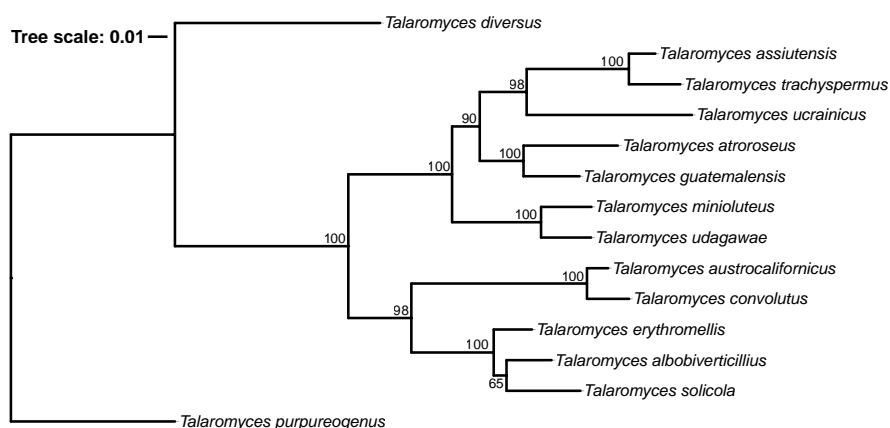 Talaromyces diversus
Tree scale: 0.01
Talaromyces assiutensis
100
Talaromyces trachyspermus
98
Talaromyces ucrainicus
90
Talaromyces atroroseus
100
Talaromyces guatemalensis
100
Talaromyces minioluteus
100
Talaromyces udagawae
100
Talaromyces austrocalifornicus
100
Talaromyces convolutus
98
Talaromyces erythromellis
100
Talaromyces albobiverticillius
65
Talaromyces solicola
Talaromyces purpureogenus